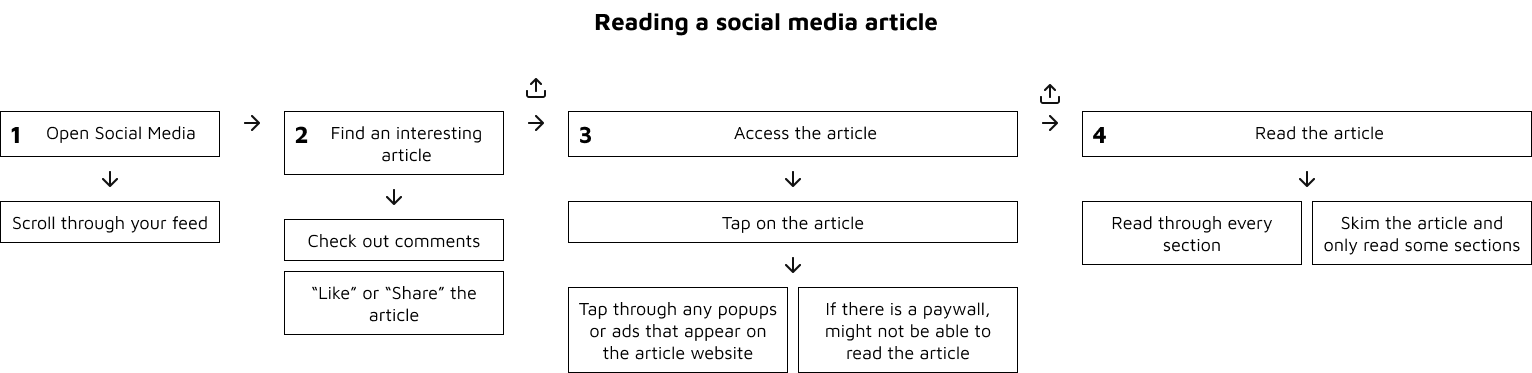 Reading a social media article
1 Open Social Media
Scroll through your feed
2 Find an interesting
article
Check out comments
“Like” or “Share” the
article
3 Access the article
Tap on the article
Tap through any popups
or ads that appear on
the article website
If there is a paywall,
might not be able to
read the article
4 Read the article
Read through every
section
Skim the article and
only read some sections